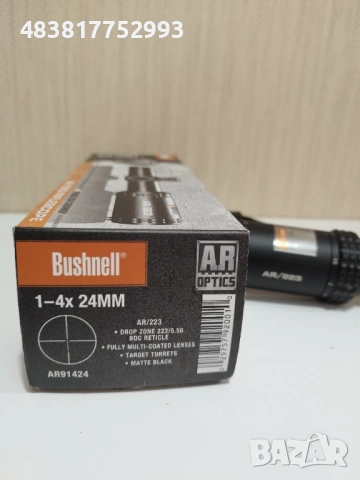 483817752993
Bushnell®
AR
OPTICS
1-4x 24MM
AR/223
• DROP ZONE 223/5.56
BDC RETICLE
• FULLY MULTI-COATED LENSES
• TARGET TURRETS
• MATTE BLACK
AR91424
AR/223
BAZAR
bg